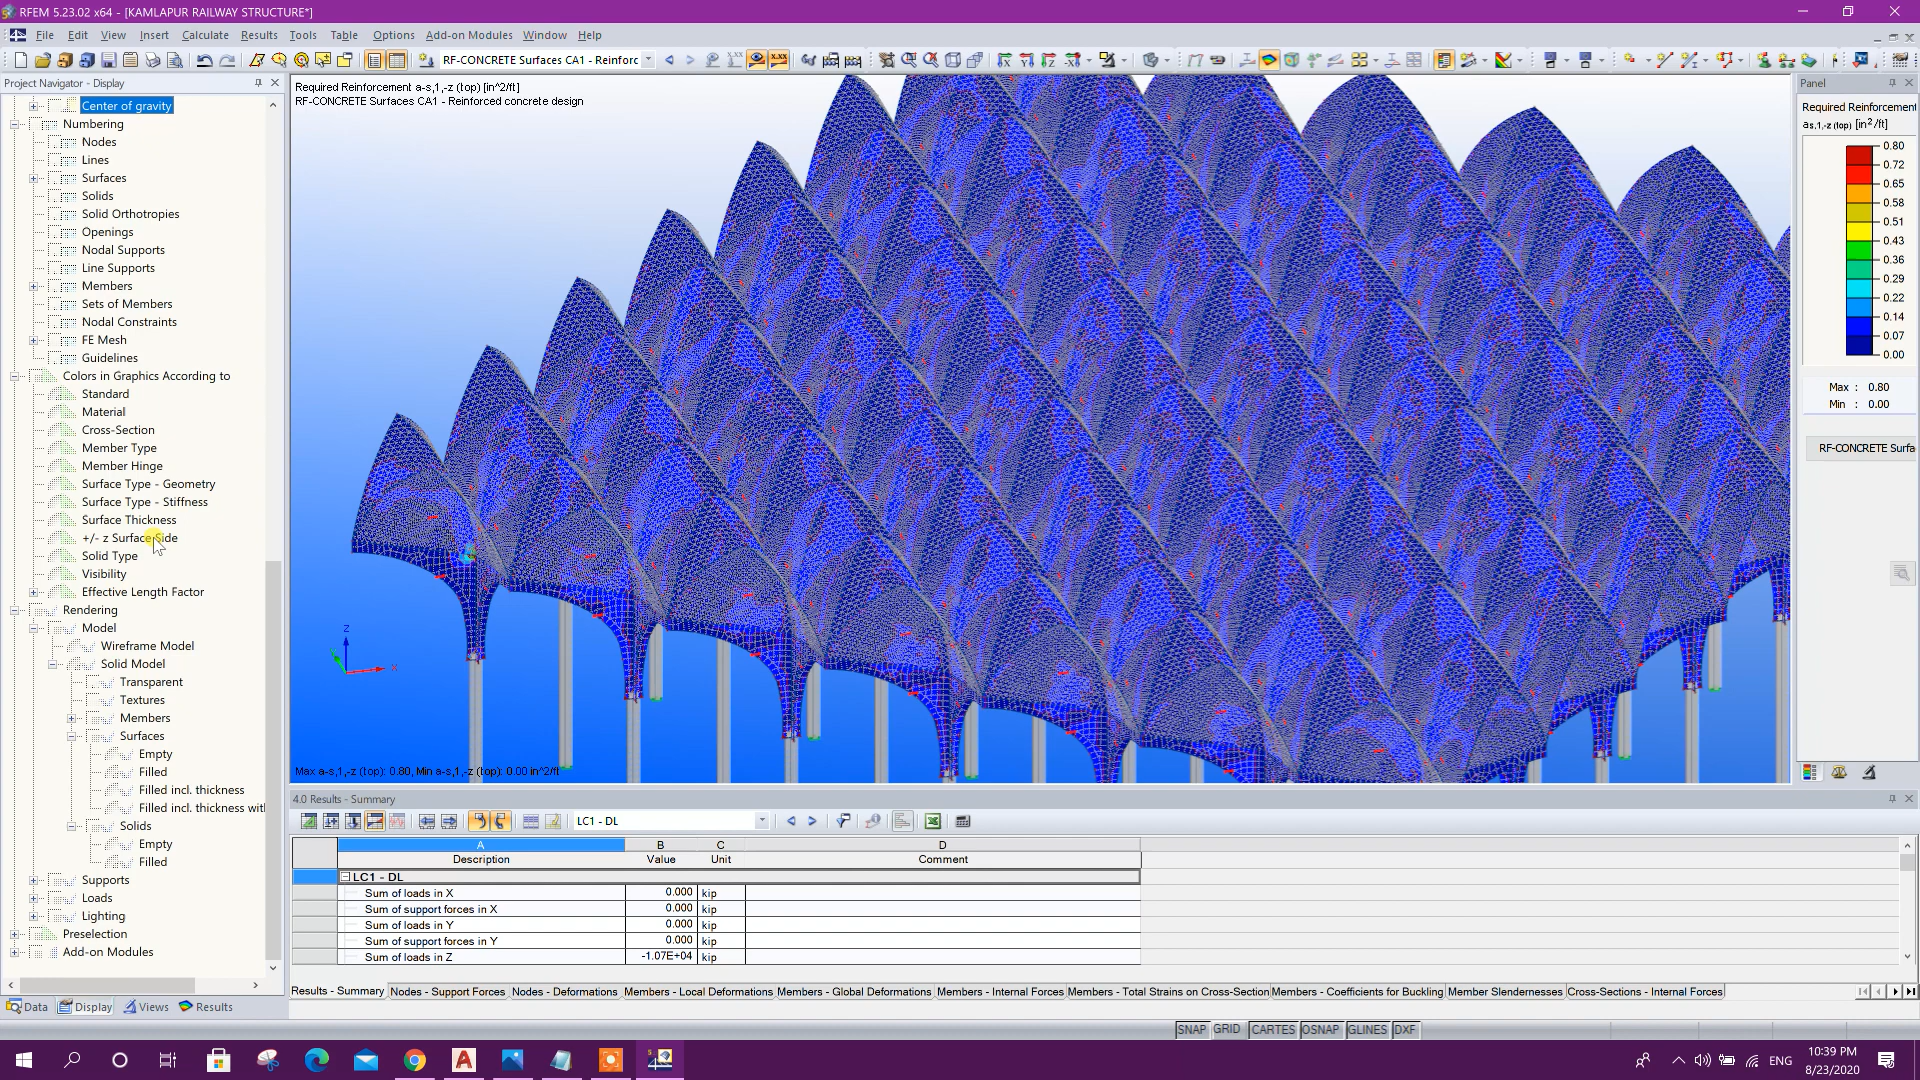 RFEM 5.23.02 x64 - [KAMLAPUR RAILWAY STRUCTURE*]
File Edit View Insert Calculate Results Tools Table Options Add-on Modules Window Help
RF-CONCRETE Surfaces CA1 - Reinforc
Project Navigator - Display
Center of gravity
Numbering
Nodes
Lines
Surfaces
Solids
Solid Orthotropies
Openings
Nodal Supports
Line Supports
Members
Sets of Members
Nodal Constraints
FE Mesh
Guidelines
Colors in Graphics According to
Standard
Material
Cross-Section
Member Type
Member Hinge
Surface Type - Geometry
Surface Type - Stiffness
Surface Thickness
+/- z Surface Side
Solid Type
Visibility
Effective Length Factor
Rendering
Model
Wireframe Model
Solid Model
Transparent
Textures
Members
Surfaces
Empty
Filled
Filled incl. thickness
Filled incl. thickness wit
Solids
Empty
Filled
Supports
Loads
Lighting
Preselection
Add-on Modules
Data Display Views Results
Required Reinforcement a-s,1,-z (top) [in^2/ft]
RF-CONCRETE Surfaces CA1 - Reinforced concrete design
Z
X
Max a-s,1,-z (top): 0.80, Min a-s,1,-z (top): 0.00 in^2/ft
Panel
Required Reinforcement
as,1,-z (top) [in2/ft]
0.80
0.72
0.65
0.58
0.51
0.43
0.36
0.29
0.22
0.14
0.07
0.00
Max : 0.80
Min : 0.00
RF-CONCRETE Surfa
4.0 Results - Summary
LC1 - DL
A B C D
Description Value Unit Comment
LC1 - DL
Sum of loads in X 0.000 kip
Sum of support forces in X 0.000 kip
Sum of loads in Y 0.000 kip
Sum of support forces in Y 0.000 kip
Sum of loads in Z -1.07E+04 kip
Results - Summary Nodes - Support Forces Nodes - Deformations Members - Local Deformations Members - Global Deformations Members - Internal Forces Members - Total Strains on Cross-Section Members - Coefficients for Buckling Member Slendernesses Cross-Sections - Internal Forces
SNAP GRID CARTES OSNAP GLINES DXF
ENG
10:39 PM
8/23/2020